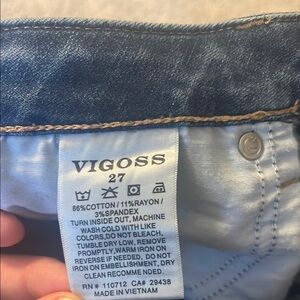 VIGOSS
27
86%COTTON / 11%RAYON /
3%SPANDEX
TURN INSIDE OUT, MACHINE
WASH COLD WITH LIKE
COLORS,DO NOT BLEACH,
TUMBLE DRY LOW, REMOVE
PROMPTLY,WARM IRON ON
REVERSE IF NEEDED, DO NOT
IRON ON EMBELLISHMENT, DRY
CLEAN RECOMME NDED.
RN# 110712 CA# 29438
MADE IN VIETNAM